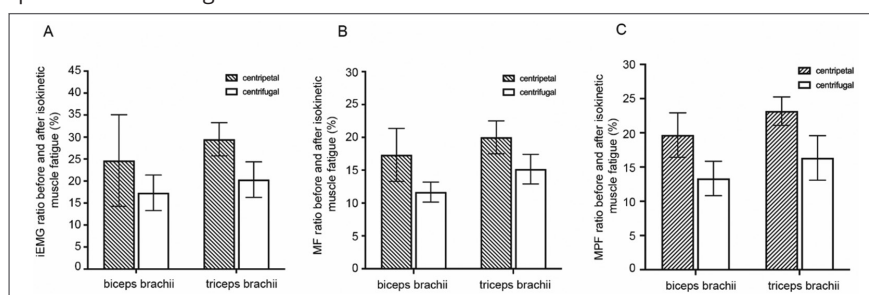 A
centripetal
centrifugal
iEMG ratio before and after isokinetic
muscle fatigue (%)
45
40
35
30
25
20
15
10
5
0
biceps brachii
triceps brachii
B
centripetal
centrifugal
MF ratio before and after isokinetic
muscle fatigue (%)
30
25
20
15
10
5
0
biceps brachii
triceps brachii
C
centripetal
centrifugal
MPF ratio before and after isokinetic
muscle fatigue (%)
30
25
20
15
10
5
0
biceps brachii
triceps brachii